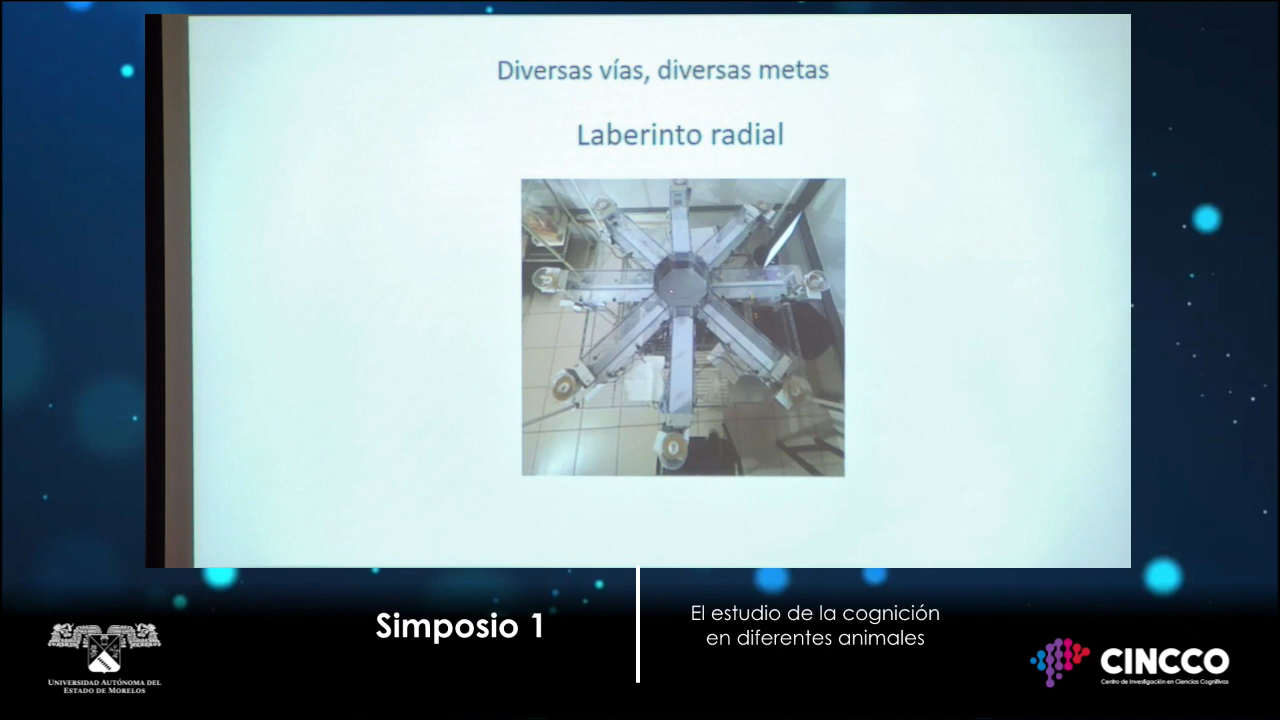 Diversas vías, diversas metas
Laberinto radial
Simposio 1
El estudio de la cognición
en diferentes animales
UNIVERSIDAD AUTÓNOMA DEL
ESTADO DE MORELOS
CINCCO
Centro de Investigación en Ciencias Cognitivas